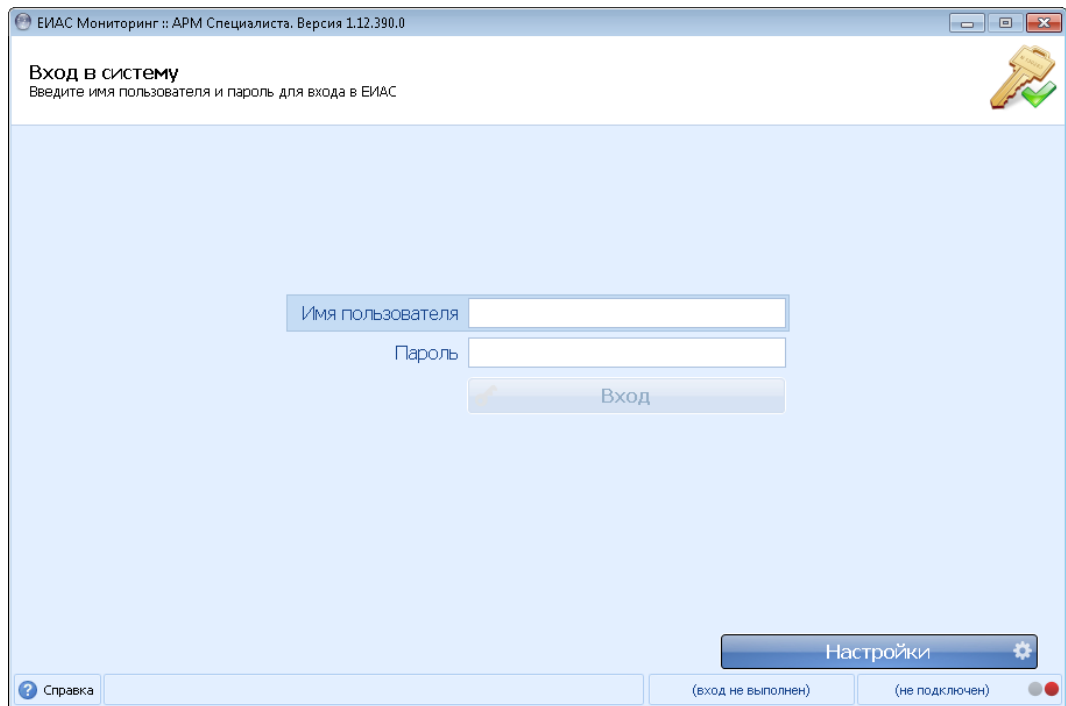 ЕИАС Мониторинг :: АРМ Специалиста. Версия 1.12.390.0
Вход в систему
Введите имя пользователя и пароль для входа в ЕИАС
Имя пользователя
Пароль
Вход
Настройки
Справка
(вход не выполнен)
(не подключен)